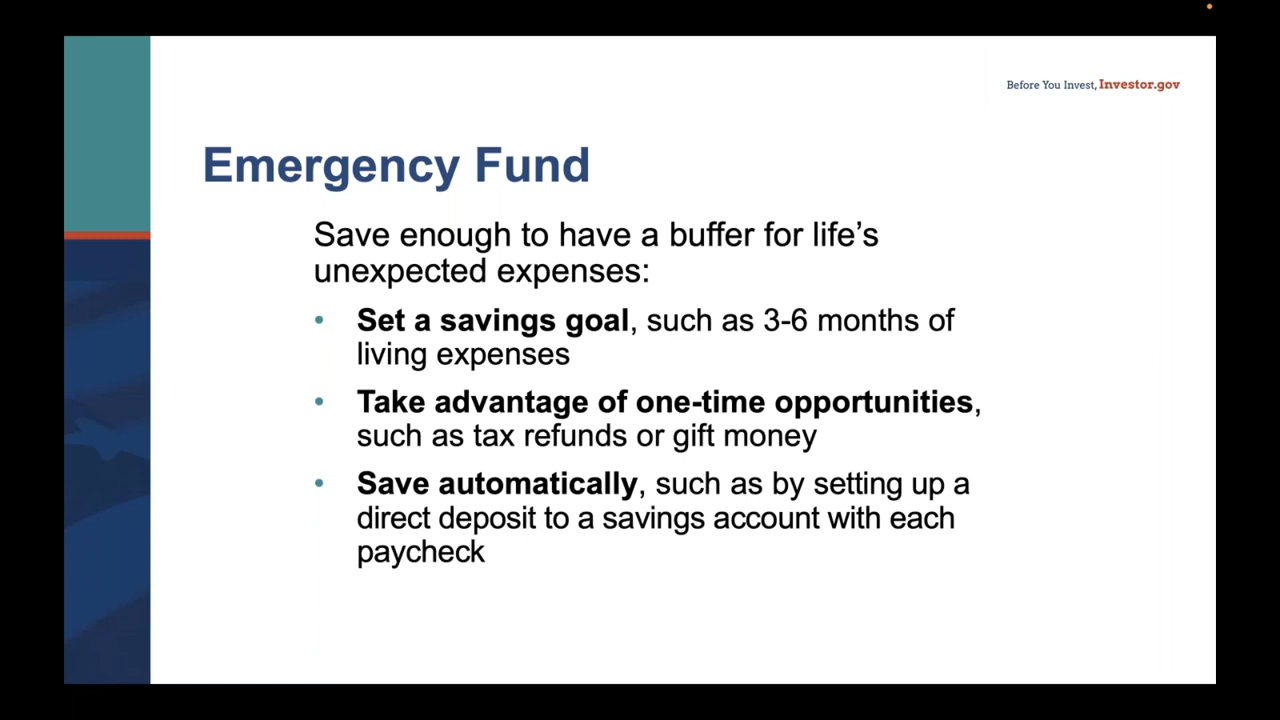 Before You Invest, Investor.gov
Emergency Fund
Save enough to have a buffer for life’s
unexpected expenses:
• Set a savings goal, such as 3-6 months of
living expenses
• Take advantage of one-time opportunities,
such as tax refunds or gift money
• Save automatically, such as by setting up a
direct deposit to a savings account with each
paycheck